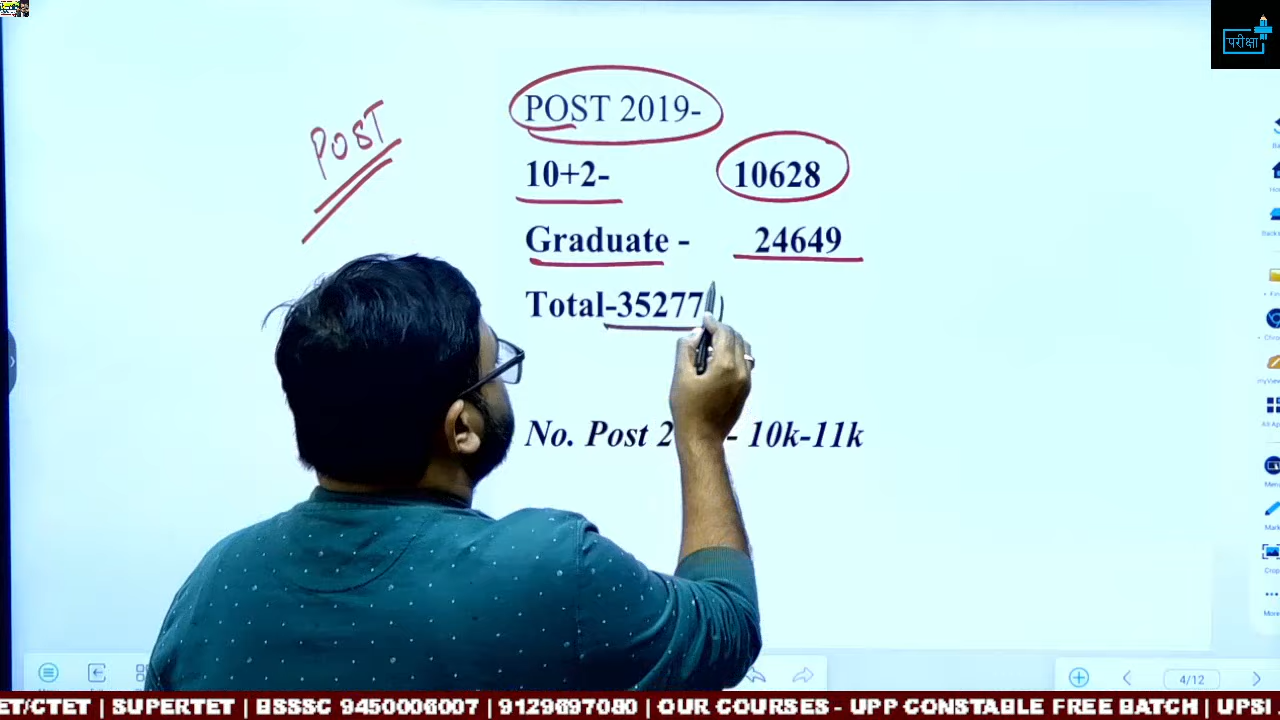 परीक्षा
POST
POST 2019-
10+2- 10628
Graduate - 24649
Total-35277
No. Post 2 - 10k-11k
4/12
ET/CTET | SUPERTET | BSSSC 9450006007 | 9129697080 | OUR COURSES - UPP CONSTABLE FREE BATCH | UPSI